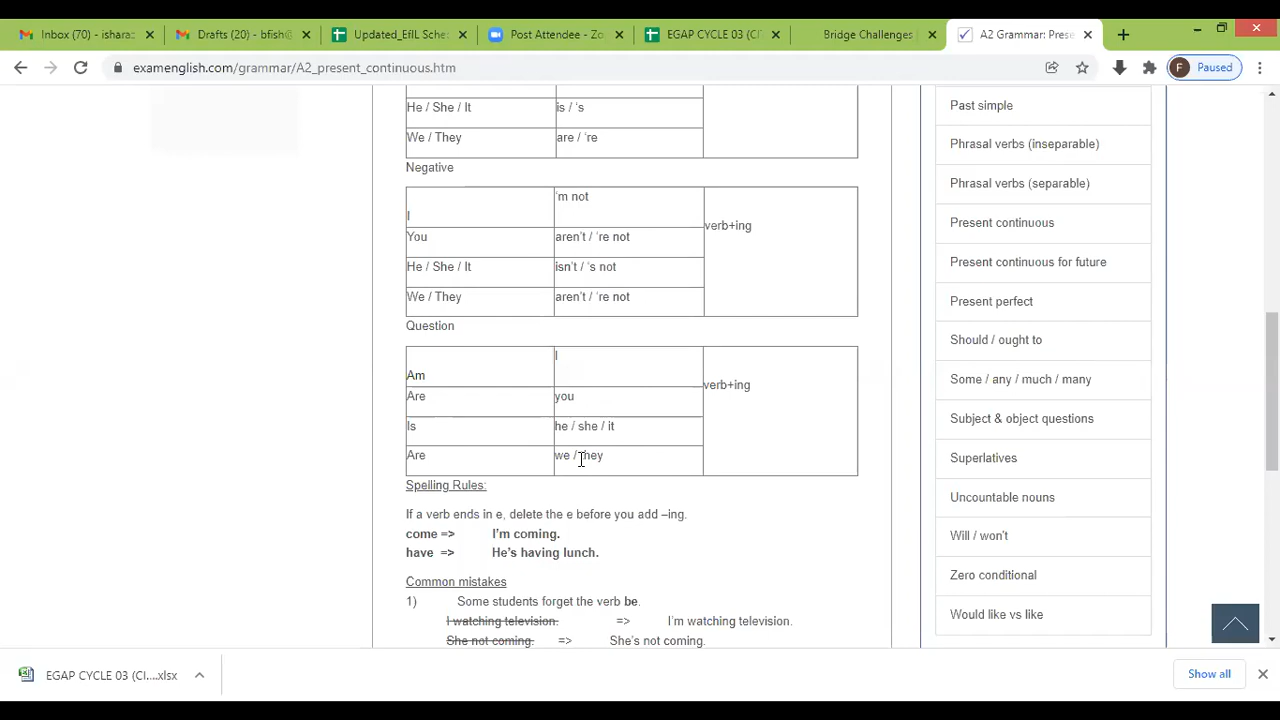 Inbox (70) - ishara:
Drafts (20) - bfish@
Updated_EfIL Sche
Post Attendee - Zo
EGAP CYCLE 03 (CI
Bridge Challenges
A2 Grammar: Prese
examenglish.com/grammar/A2_present_continuous.htm
F Paused
He / She / It is / 's
We / They are / 're
Negative
I 'm not verb+ing
You aren't / 're not
He / She / It isn't / 's not
We / They aren't / 're not
Question
Am I verb+ing
Are you
Is he / she / it
Are we / they
Spelling Rules:
If a verb ends in e, delete the e before you add –ing.
come => I'm coming.
have => He's having lunch.
Common mistakes
1) Some students forget the verb be.
I watching television. => I'm watching television.
She not coming. => She's not coming.
Past simple
Phrasal verbs (inseparable)
Phrasal verbs (separable)
Present continuous
Present continuous for future
Present perfect
Should / ought to
Some / any / much / many
Subject & object questions
Superlatives
Uncountable nouns
Will / won't
Zero conditional
Would like vs like
EGAP CYCLE 03 (CI....xlsx
Show all